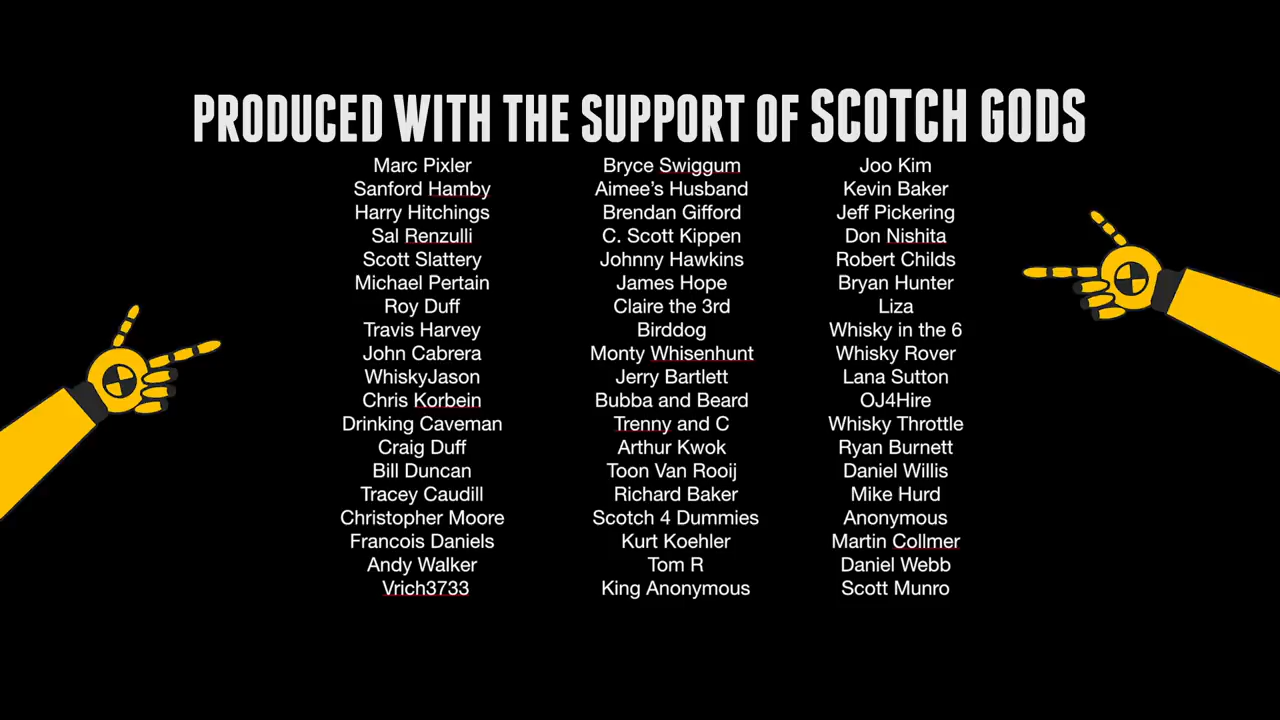 PRODUCED WITH THE SUPPORT OF SCOTCH GODS
Marc Pixler
Sanford Hamby
Harry Hitchings
Sal Renzulli
Scott Slattery
Michael Pertain
Roy Duff
Travis Harvey
John Cabrera
WhiskyJason
Chris Korbein
Drinking Caveman
Craig Duff
Bill Duncan
Tracey Caudill
Christopher Moore
Francois Daniels
Andy Walker
Vrich3733
Bryce Swiggum
Aimee’s Husband
Brendan Gifford
C. Scott Kippen
Johnny Hawkins
James Hope
Claire the 3rd
Birddog
Monty Whisenhunt
Jerry Bartlett
Bubba and Beard
Trenny and C
Arthur Kwok
Toon Van Rooij
Richard Baker
Scotch 4 Dummies
Kurt Koehler
Tom R
King Anonymous
Joo Kim
Kevin Baker
Jeff Pickering
Don Nishita
Robert Childs
Bryan Hunter
Liza
Whisky in the 6
Whisky Rover
Lana Sutton
OJ4Hire
Whisky Throttle
Ryan Burnett
Daniel Willis
Mike Hurd
Anonymous
Martin Collmer
Daniel Webb
Scott Munro